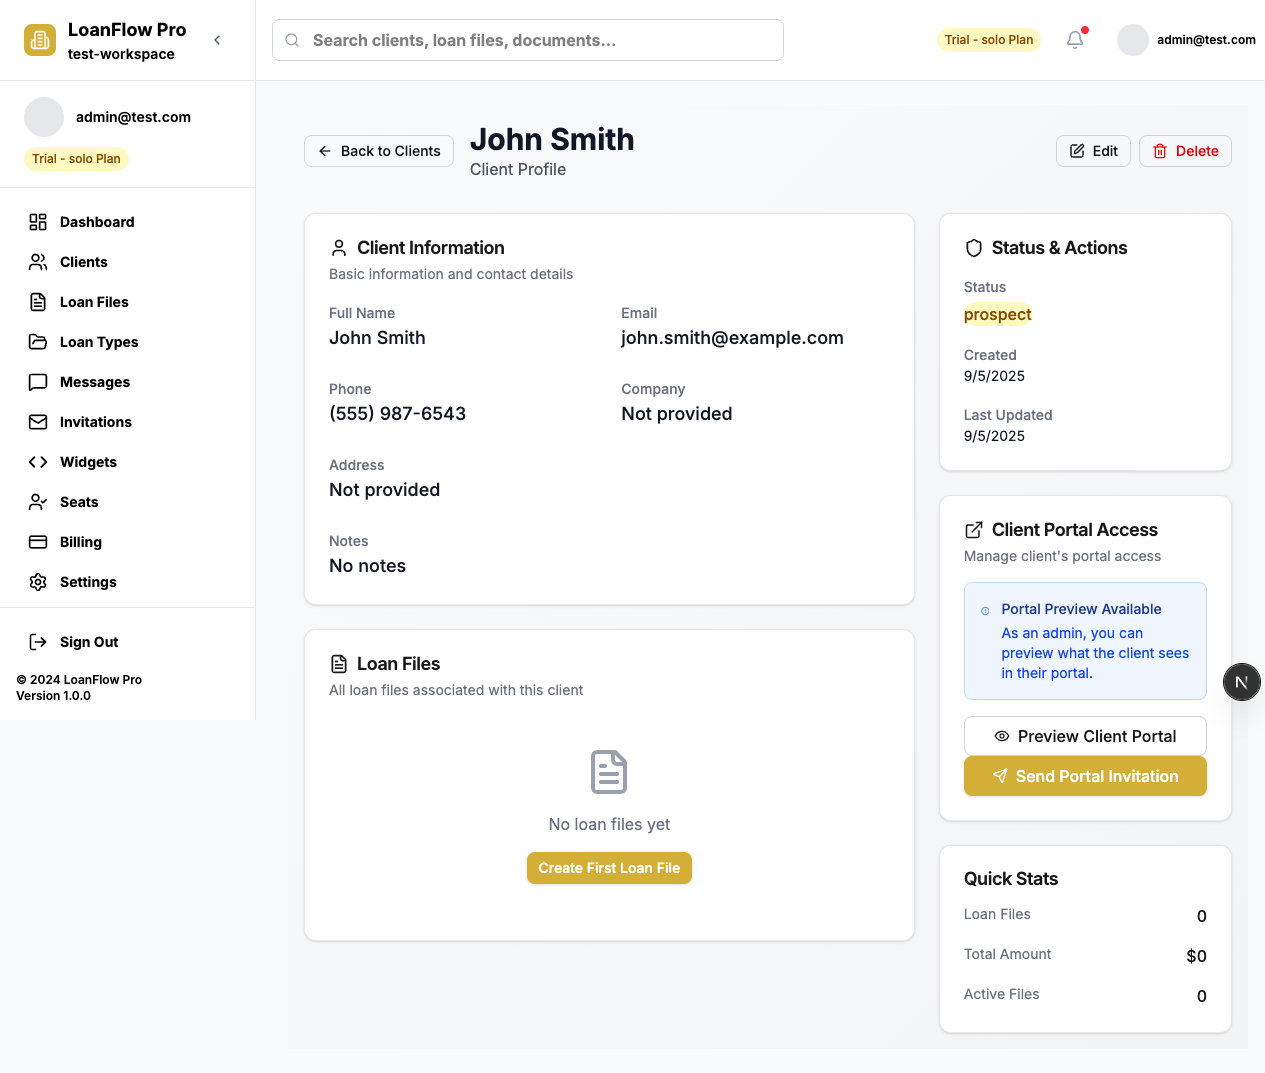 LoanFlow Pro
test-workspace
Search clients, loan files, documents...
Trial - solo Plan
admin@test.com
admin@test.com
Trial - solo Plan
Dashboard
Clients
Loan Files
Loan Types
Messages
Invitations
Widgets
Seats
Billing
Settings
Sign Out
© 2024 LoanFlow Pro
Version 1.0.0
Back to Clients
John Smith
Client Profile
Edit
Delete
Client Information
Basic information and contact details
Full Name
John Smith
Email
john.smith@example.com
Phone
(555) 987-6543
Company
Not provided
Address
Not provided
Notes
No notes
Loan Files
All loan files associated with this client
No loan files yet
Create First Loan File
Status & Actions
Status
prospect
Created
9/5/2025
Last Updated
9/5/2025
Client Portal Access
Manage client's portal access
Portal Preview Available
As an admin, you can
preview what the client sees
in their portal.
Preview Client Portal
Send Portal Invitation
Quick Stats
Loan Files 0
Total Amount $0
Active Files 0
N